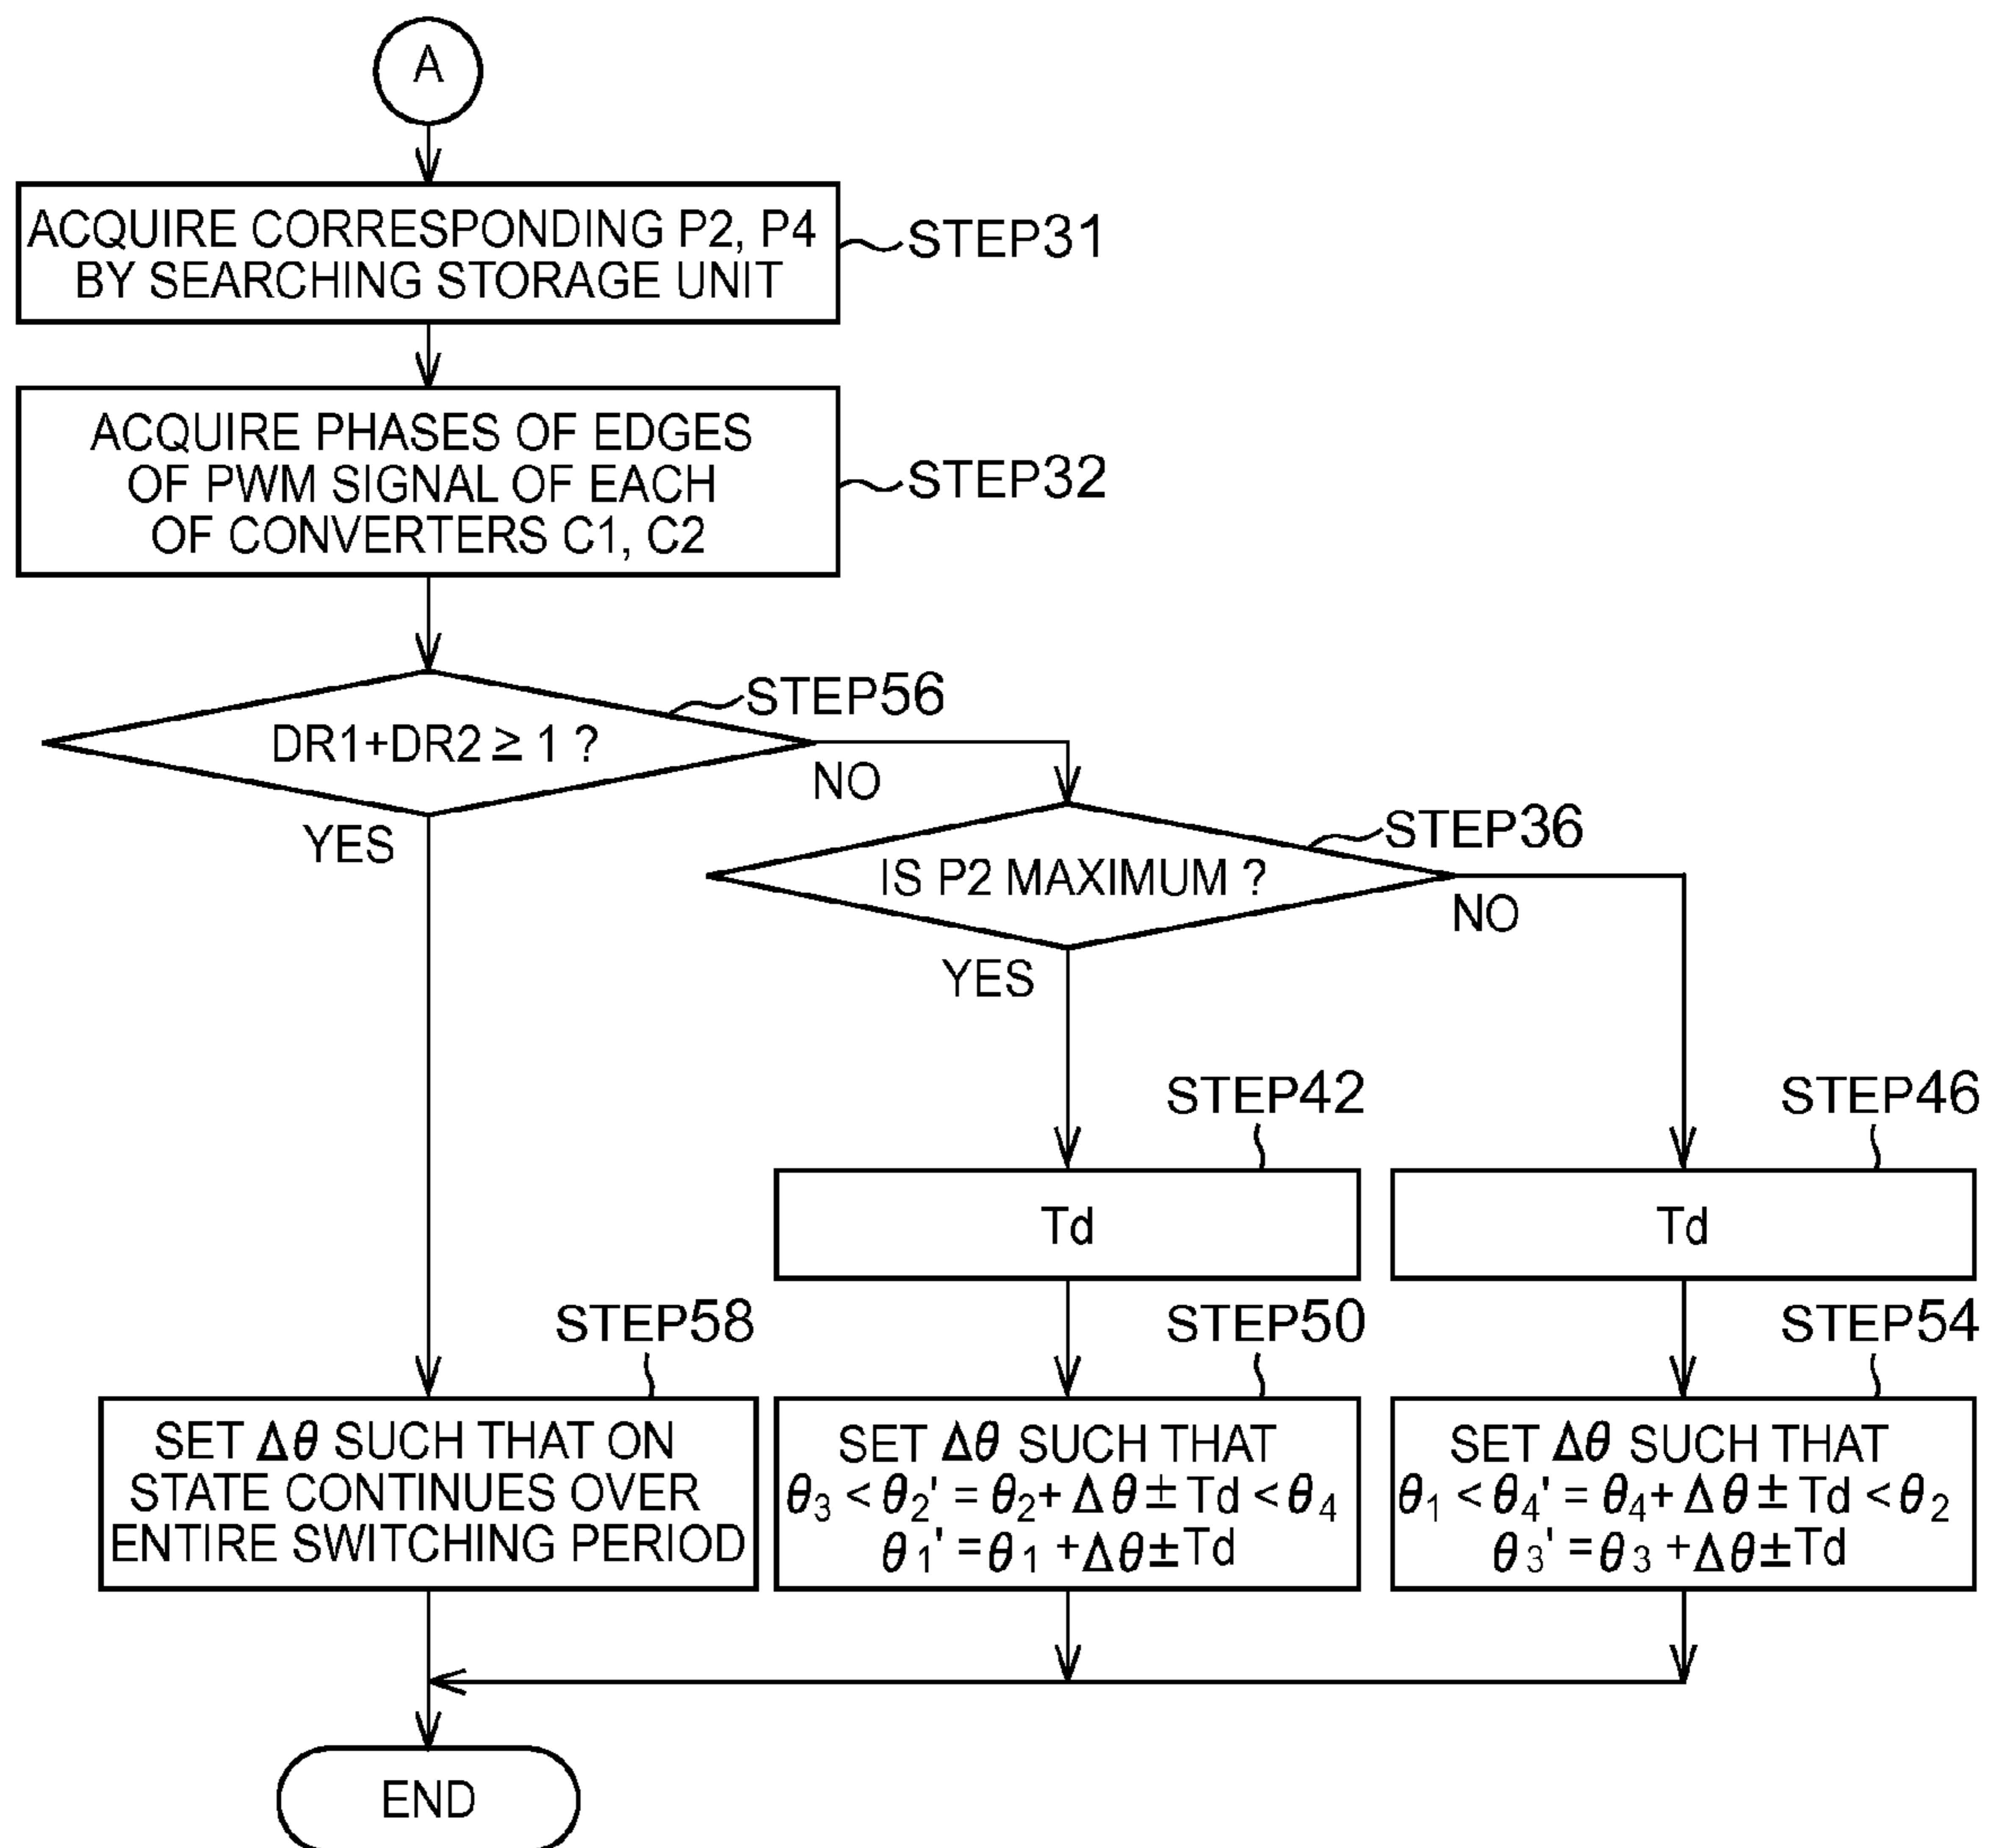 A
ACQUIRE CORRESPONDING P2, P4
BY SEARCHING STORAGE UNIT
STEP31
ACQUIRE PHASES OF EDGES
OF PWM SIGNAL OF EACH
OF CONVERTERS C1, C2
STEP32
STEP56
DR1+DR2 ≥ 1 ?
NO
YES
STEP36
IS P2 MAXIMUM ?
NO
YES
STEP42
Td
STEP46
Td
STEP58
SET Δθ SUCH THAT ON
STATE CONTINUES OVER
ENTIRE SWITCHING PERIOD
STEP50
SET Δθ SUCH THAT
θ₃ < θ₂' = θ₂+ Δθ ± Td < θ₄
θ₁' = θ₁ + Δθ ± Td
STEP54
SET Δθ SUCH THAT
θ₁ < θ₄' = θ₄+ Δθ ± Td < θ₂
θ₃' = θ₃ + Δθ ± Td
END